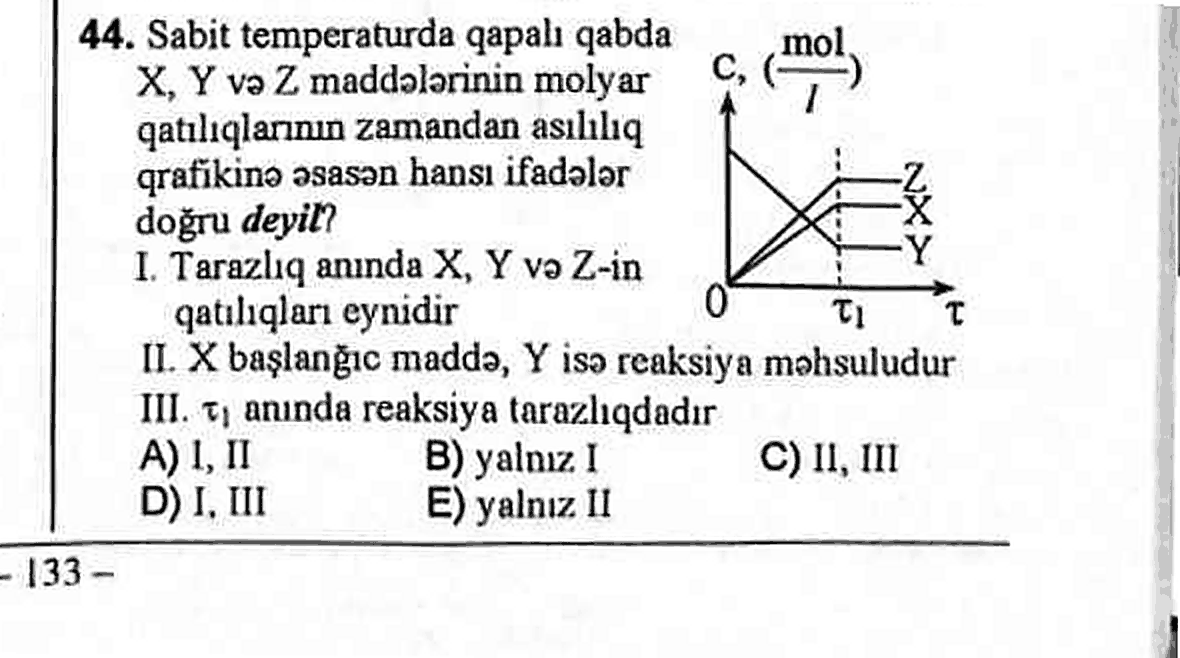 44. Sabit temperaturda qapalı qabda
X, Y və Z maddələrinin molyar
qatılıqlarının zamandan asılılıq
qrafikinə əsasən hansı ifadələr
doğru deyil?
I. Tarazlıq anında X, Y və Z-in
qatılıqları eynidir
C, (mol/l)
Z
X
Y
0
τ₁
τ
II. X başlanğıc maddə, Y isə reaksiya məhsuludur
III. τ₁ anında reaksiya tarazlıqdadır
A) I, II B) yalnız I C) II, III
D) I, III E) yalnız II
- 133 -